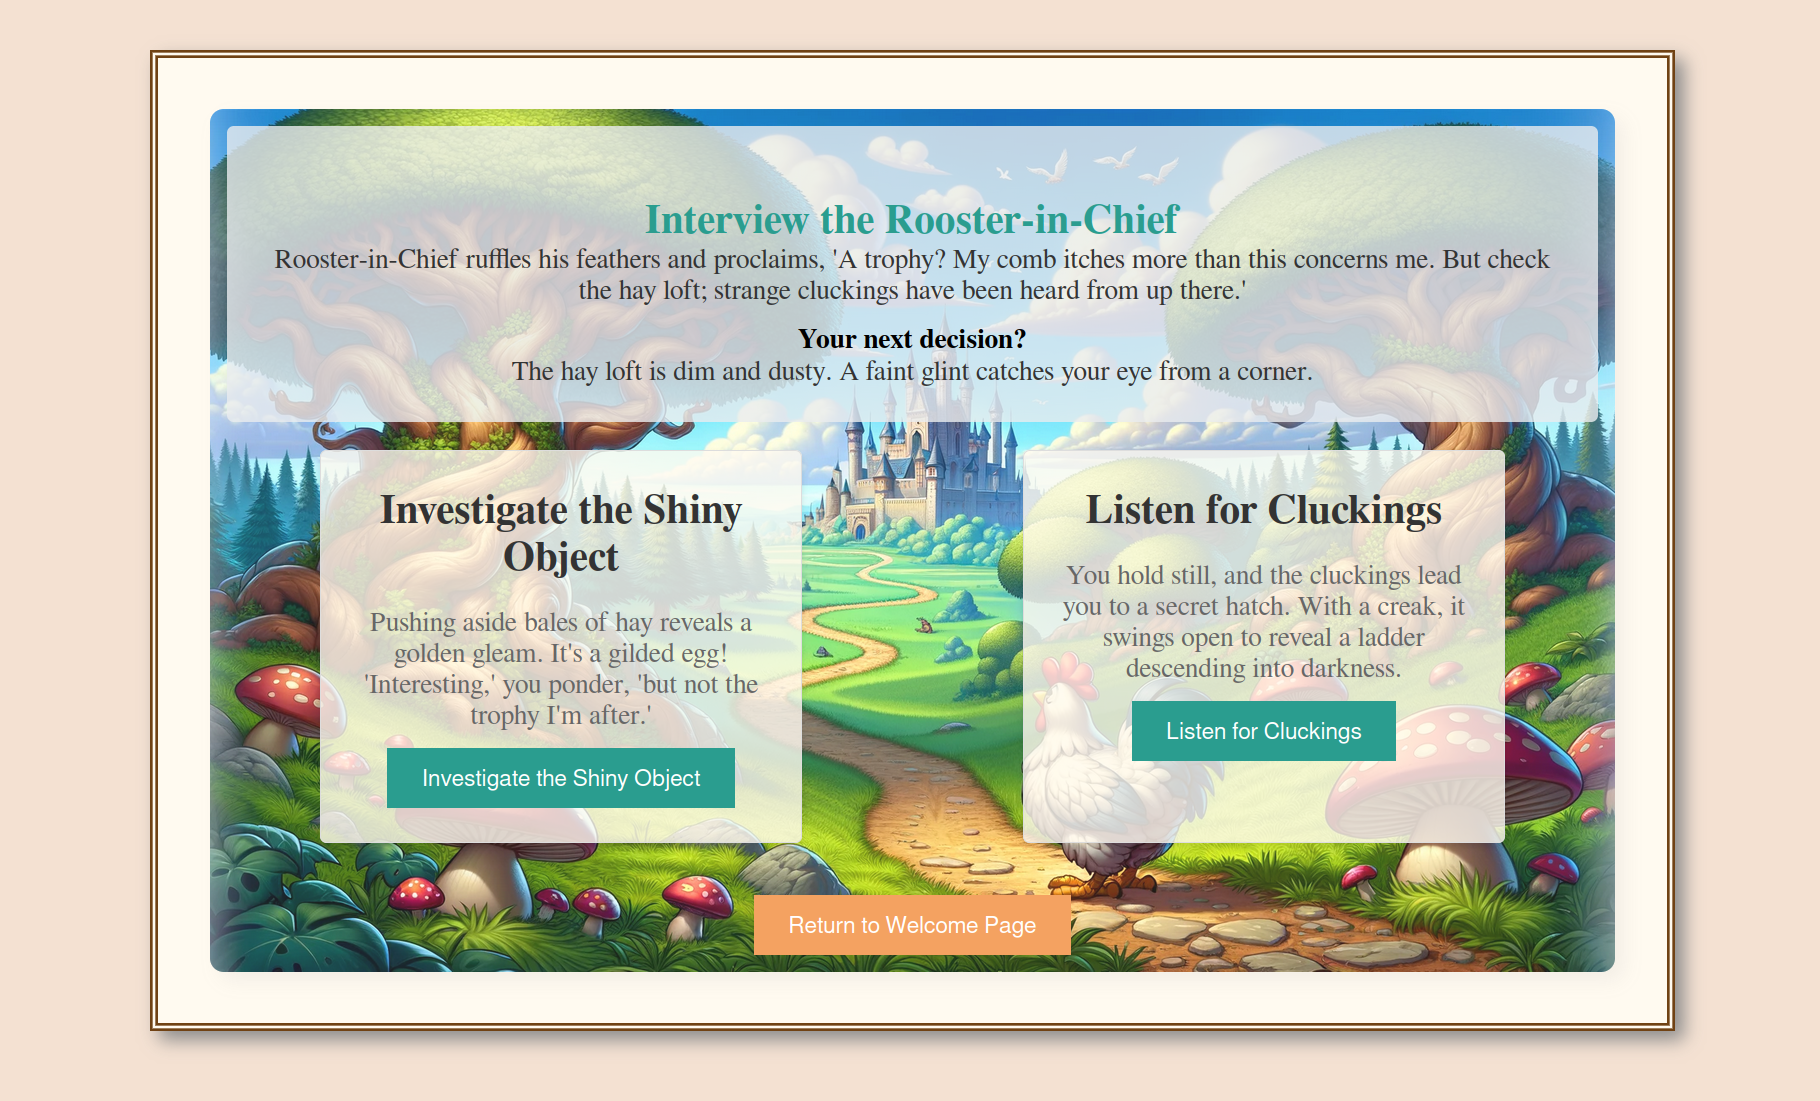 Interview the Rooster-in-Chief
Rooster-in-Chief ruffles his feathers and proclaims, 'A trophy? My comb itches more than this concerns me. But check
the hay loft; strange cluckings have been heard from up there.'
Your next decision?
The hay loft is dim and dusty. A faint glint catches your eye from a corner.
Investigate the Shiny
Object
Pushing aside bales of hay reveals a
golden gleam. It's a gilded egg!
'Interesting,' you ponder, 'but not the
trophy I'm after.'
Investigate the Shiny Object
Listen for Cluckings
You hold still, and the cluckings lead
you to a secret hatch. With a creak, it
swings open to reveal a ladder
descending into darkness.
Listen for Cluckings
Return to Welcome Page